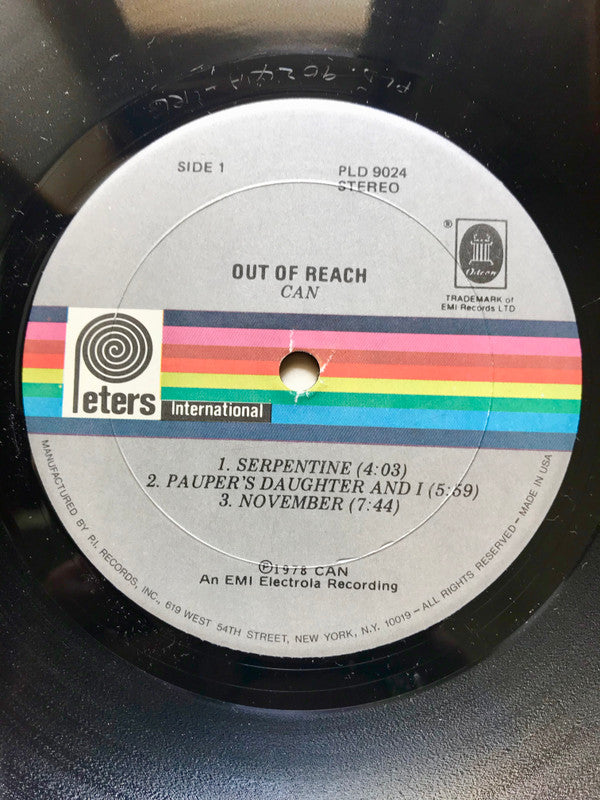 SIDE 1
PLD 9024
STEREO
®
Odeon
TRADEMARK of
EMI Records LTD
OUT OF REACH
CAN
Peters
International
1. SERPENTINE (4:03)
2. PAUPER'S DAUGHTER AND I (5:59)
3. NOVEMBER (7:44)
℗1978 CAN
An EMI Electrola Recording
MANUFACTURED BY P.I. RECORDS, INC., 619 WEST 54TH STREET, NEW YORK, N.Y. 10019 – ALL RIGHTS RESERVED – MADE IN USA